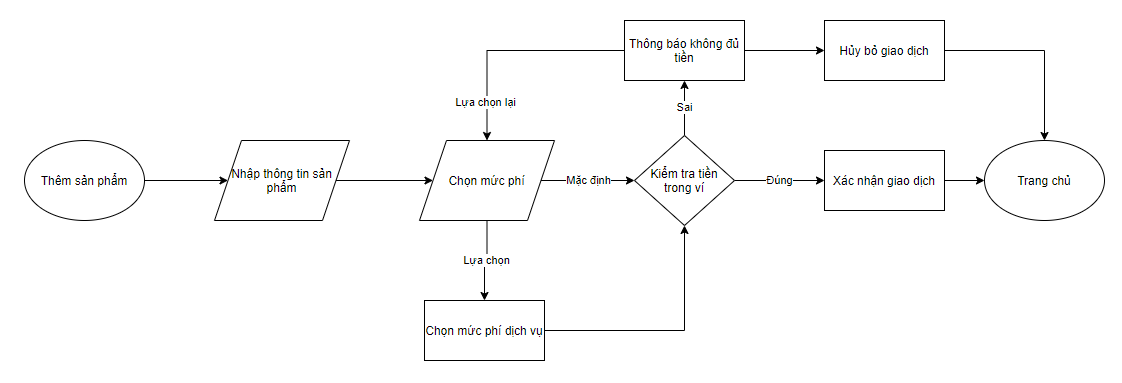 Thông báo không đủ
tiền
Hủy bỏ giao dịch
Lựa chọn lại
Sai
Thêm sản phẩm
Nhập thông tin sản
phẩm
Chọn mức phí
Mặc định
Kiểm tra tiền
trong ví
Đúng
Xác nhận giao dịch
Trang chủ
Lựa chọn
Chọn mức phí dịch vụ